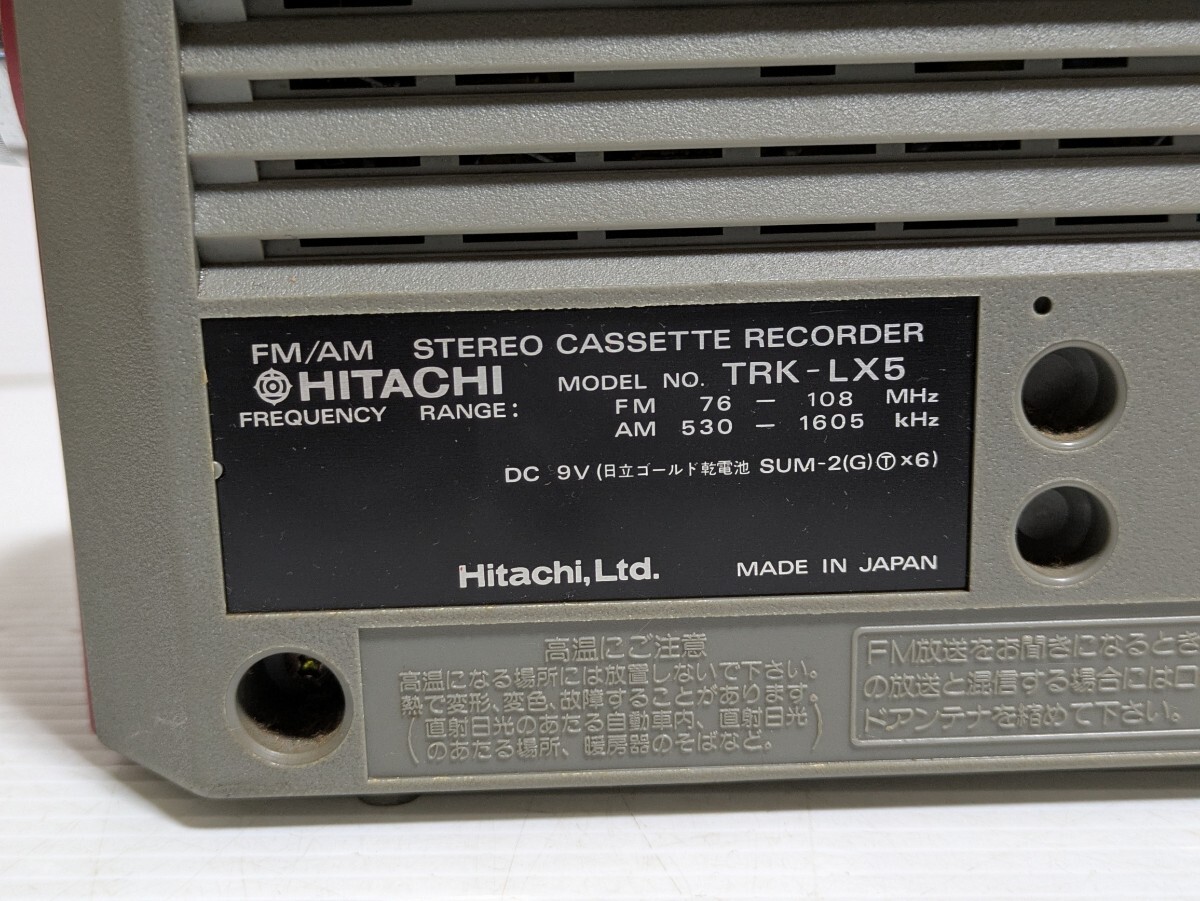 FM/AM STEREO CASSETTE RECORDER
HITACHI MODEL NO. TRK-LX5
FREQUENCY RANGE: FM 76 - 108 MHz
AM 530 - 1605 kHz
DC 9V (日立ゴールド乾電池 SUM-2(G)Ⓣ×6)
Hitachi, Ltd. MADE IN JAPAN
高温にご注意
高温になる場所には放置しないで下さい。
熱で変形、変色、故障することがあります。
(直射日光のあたる自動車内、直射日光
のあたる場所、暖房器のそばなど。)
FM放送をお聞きになるとき
の放送と混信する場合にはロ
ドアンテナを縮めて下さい。